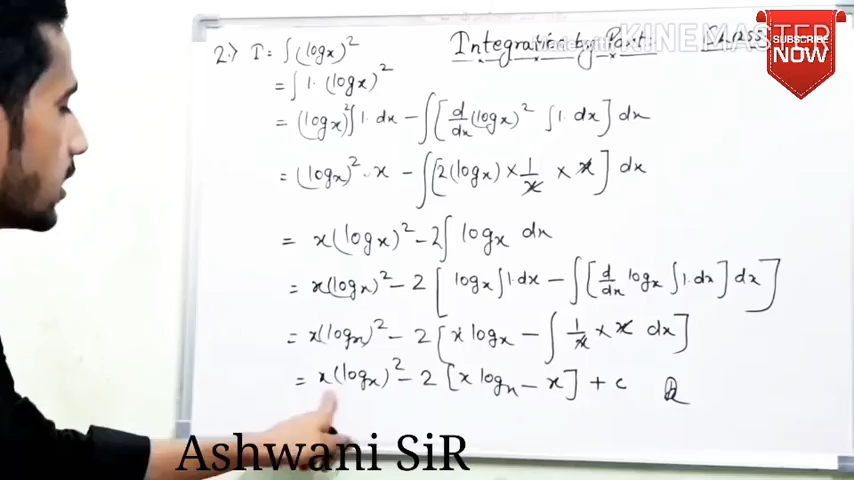 2.) I = ∫(logx)²
Integration by Part
KINEMASTER
SUBSCRIBE
NOW
= ∫ 1. (logx)²
= (logx)² ∫1. dx - ∫[d/dx (logx)² ∫1. dx] dx
= (logx)² . x - ∫[2(logx) × 1/x × x] dx
= x(logx)² - 2∫ logx dx
= x(logx)² - 2[logx ∫1.dx - ∫[d/dx logx ∫1.dx] dx]
= x(logx)² - 2[x logx - ∫ 1/x × x dx]
= x(logx)² - 2[x logx - x] + c
Ashwani SiR